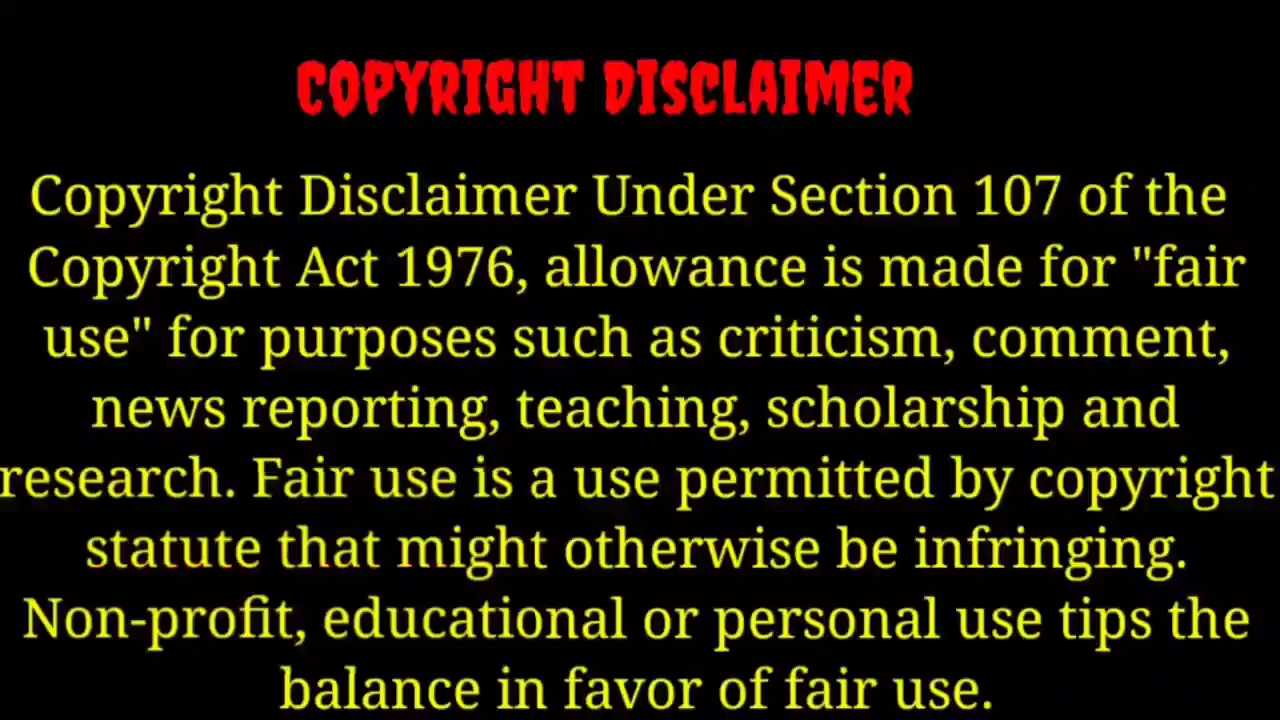 COPYRIGHT DISCLAIMER
Copyright Disclaimer Under Section 107 of the
Copyright Act 1976, allowance is made for "fair
use" for purposes such as criticism, comment,
news reporting, teaching, scholarship and
research. Fair use is a use permitted by copyright
statute that might otherwise be infringing.
Non-profit, educational or personal use tips the
balance in favor of fair use.